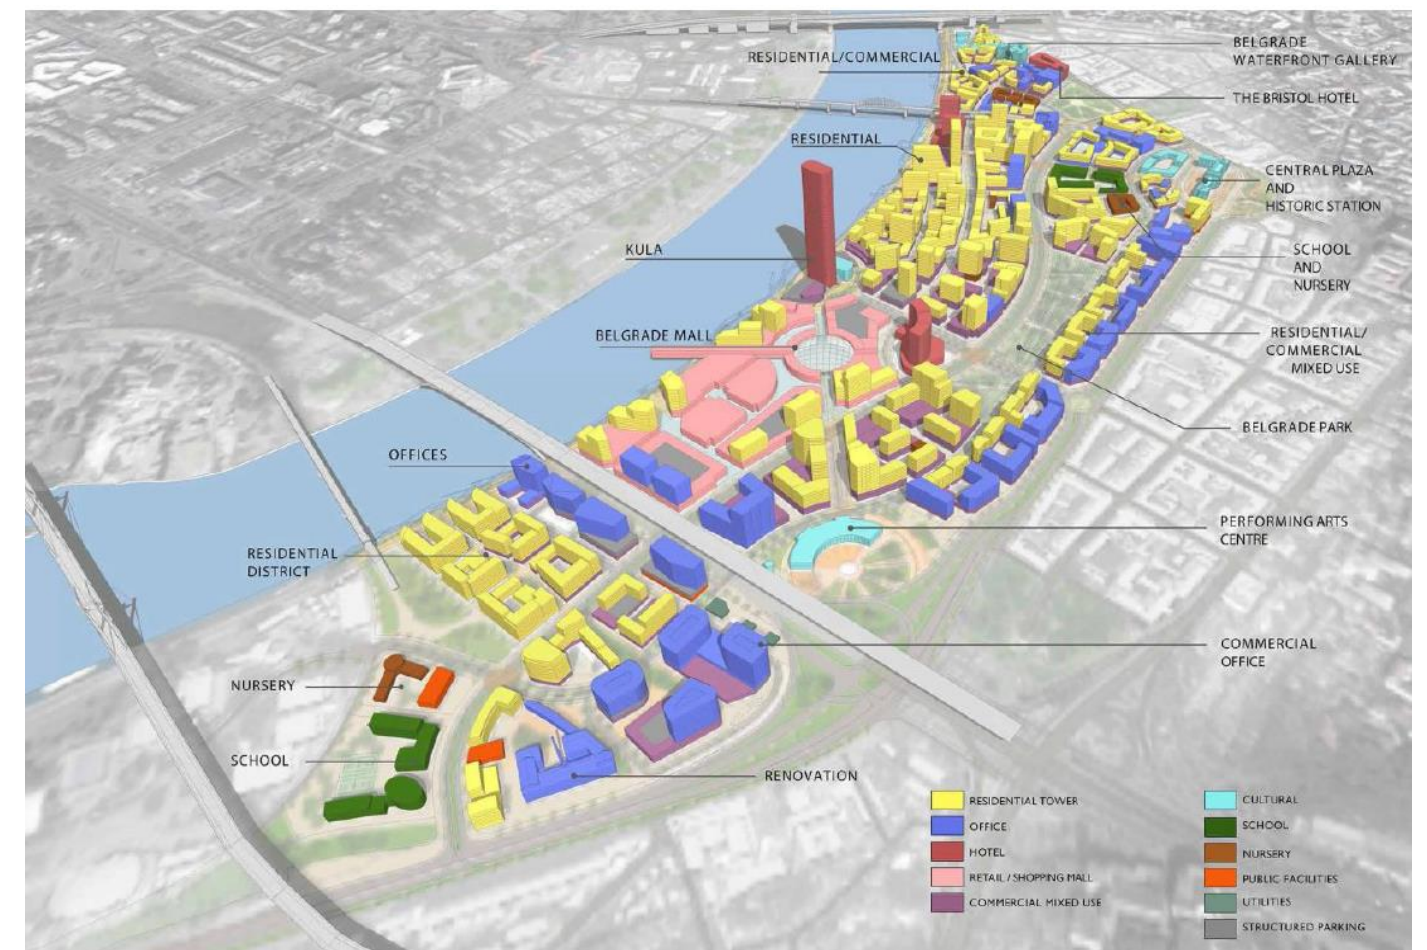 RESIDENTIAL/COMMERCIAL
BELGRADE
WATERFRONT GALLERY
THE BRISTOL HOTEL
RESIDENTIAL
CENTRAL PLAZA
AND
HISTORIC STATION
KULA
SCHOOL
AND
NURSERY
BELGRADE MALL
RESIDENTIAL/
COMMERCIAL
MIXED USE
BELGRADE PARK
OFFICES
PERFORMING ARTS
CENTRE
RESIDENTIAL
DISTRICT
COMMERCIAL
OFFICE
NURSERY
SCHOOL
RENOVATION
RESIDENTIAL TOWER
OFFICE
HOTEL
RETAIL / SHOPPING MALL
COMMERCIAL MIXED USE
CULTURAL
SCHOOL
NURSERY
PUBLIC FACILITIES
UTILITIES
STRUCTURED PARKING